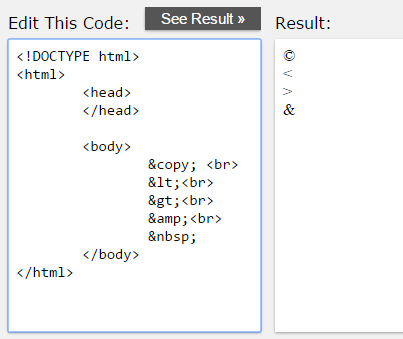 Edit This Code:
See Result »
Result:
<!DOCTYPE html>
<html>
<head>
</head>
<body>
&copy; <br>
&lt;<br>
&gt;<br>
&amp;<br>
&nbsp;
</body>
</html>
©
<
>
&